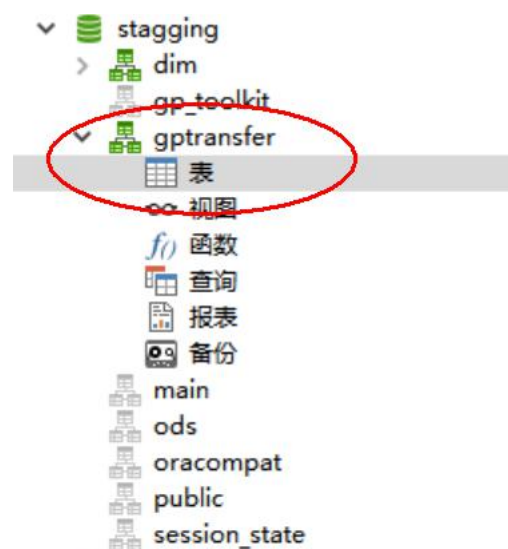 stagging
dim
gp_toolkit
gptransfer
表
视图
f() 函数
查询
报表
备份
main
ods
oracompat
public
session_state